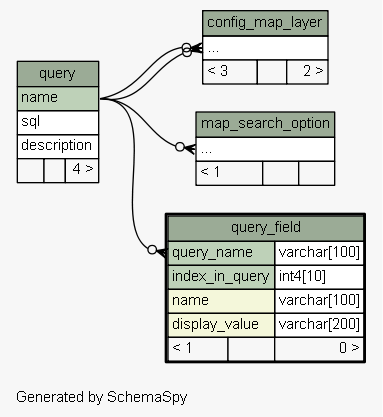 config_map_layer
...
< 3 2 >
query
name
sql
description
4 >
map_search_option
...
< 1
query_field
query_name varchar[100]
index_in_query int4[10]
name varchar[100]
display_value varchar[200]
< 1 0 >
Generated by SchemaSpy